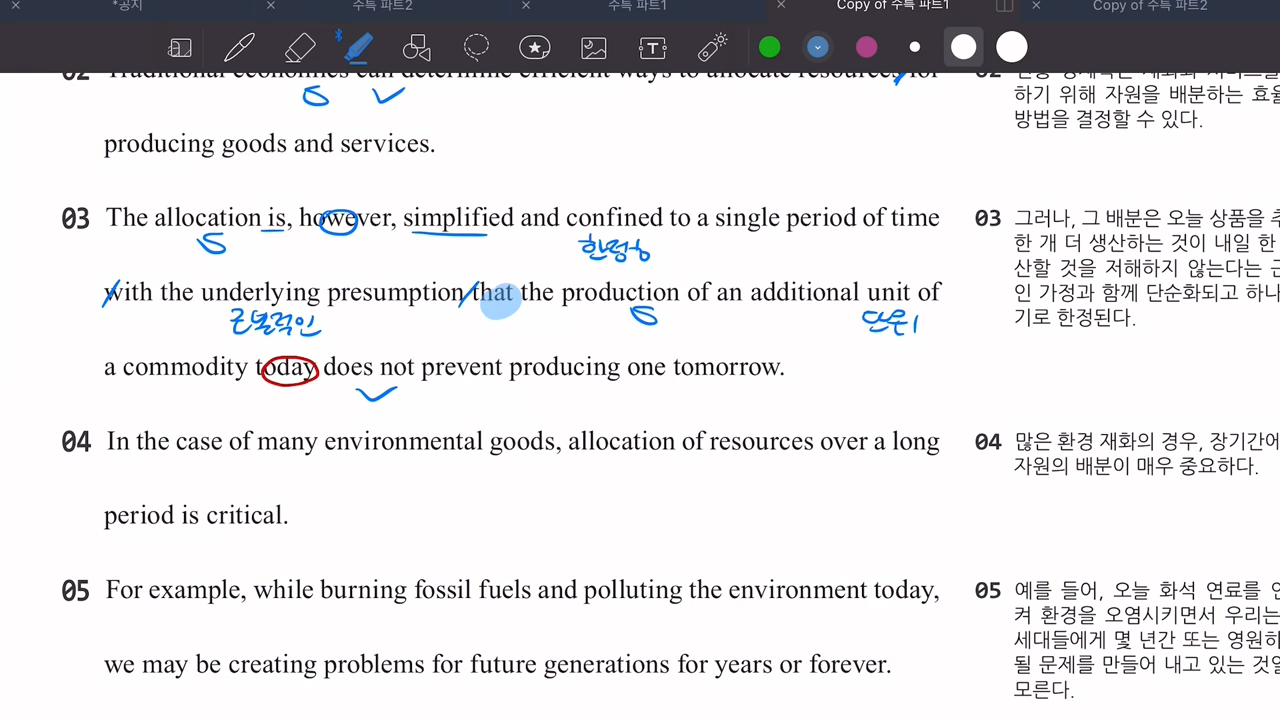 *공지 수특 파트2 수특 파트1 Copy of 수특 파트1 Copy of 수특 파트2
02 Traditional economics can determine efficient ways to allocate resources for
producing goods and services.
하기 위해 자원을 배분하는 효율
방법을 결정할 수 있다.
03 The allocation is, however, simplified and confined to a single period of time
한정하
with the underlying presumption that the production of an additional unit of
근본적인
단위
a commodity today does not prevent producing one tomorrow.
03 그러나, 그 배분은 오늘 상품을 추
한 개 더 생산하는 것이 내일 한
산할 것을 저해하지 않는다는 근
인 가정과 함께 단순화되고 하나
기로 한정된다.
04 In the case of many environmental goods, allocation of resources over a long
period is critical.
04 많은 환경 재화의 경우, 장기간에
자원의 배분이 매우 중요하다.
05 For example, while burning fossil fuels and polluting the environment today,
we may be creating problems for future generations for years or forever.
05 예를 들어, 오늘 화석 연료를 연
켜 환경을 오염시키면서 우리는
세대들에게 몇 년간 또는 영원히
될 문제를 만들어 내고 있는 것일
모른다.